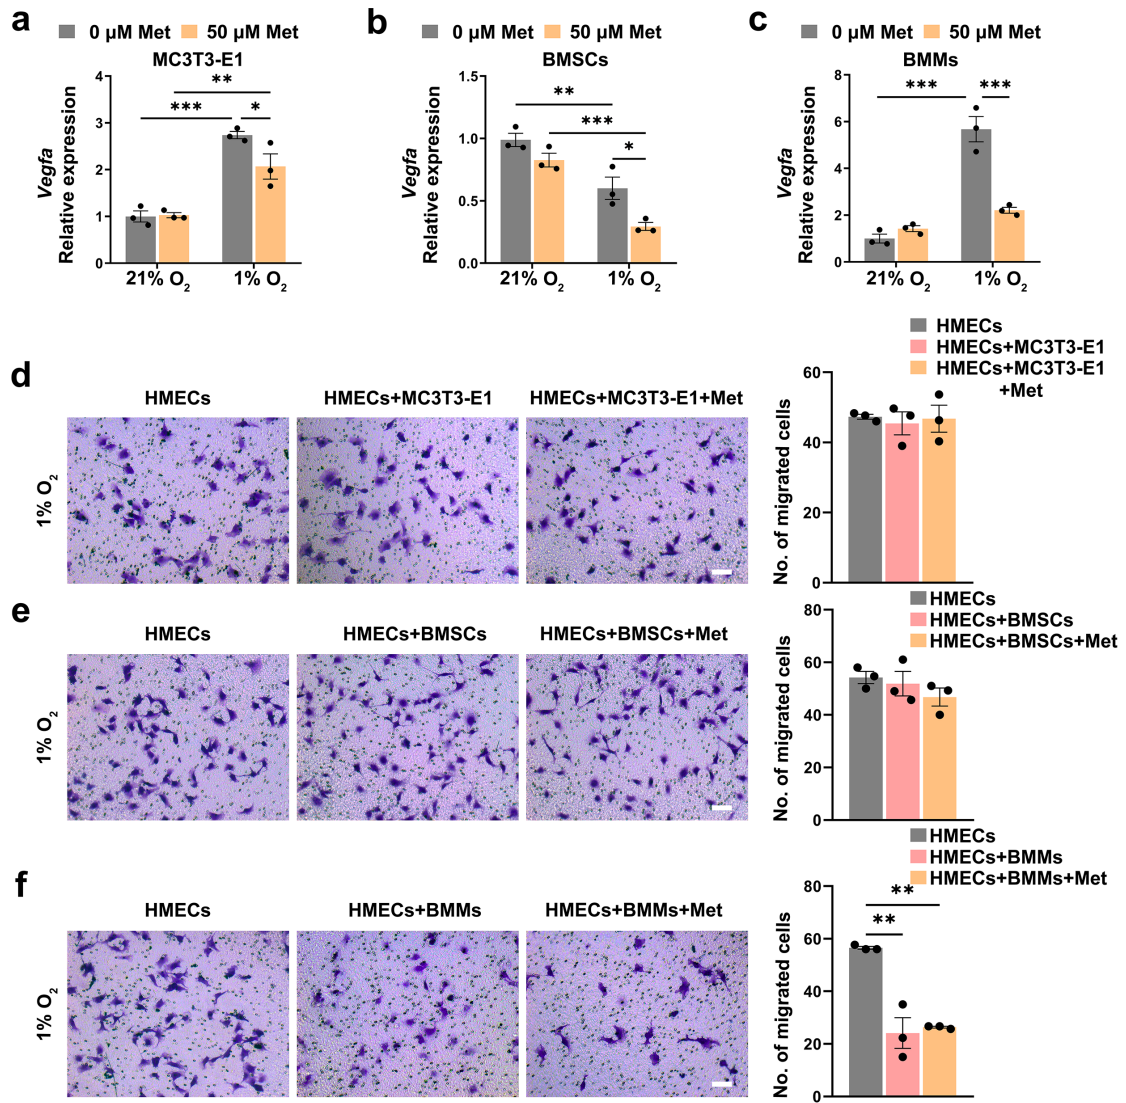 a
0 µM Met 50 µM Met
MC3T3-E1
Vegfa
Relative expression
4
3
2
1
0
**
***
*
21% O2 1% O2
b
0 µM Met 50 µM Met
BMSCs
Vegfa
Relative expression
1.5
1.0
0.5
0.0
**
***
*
21% O2 1% O2
c
0 µM Met 50 µM Met
BMMs
Vegfa
Relative expression
8
6
4
2
0
*** ***
21% O2 1% O2
d
HMECs HMECs+MC3T3-E1 HMECs+MC3T3-E1+Met
1% O2
HMECs
HMECs+MC3T3-E1
HMECs+MC3T3-E1
+Met
No. of migrated cells
60
40
20
0
e
HMECs HMECs+BMSCs HMECs+BMSCs+Met
1% O2
HMECs
HMECs+BMSCs
HMECs+BMSCs+Met
No. of migrated cells
80
60
40
20
0
f
HMECs HMECs+BMMs HMECs+BMMs+Met
1% O2
HMECs
HMECs+BMMs
HMECs+BMMs+Met
No. of migrated cells
80
60
40
20
0
**
**